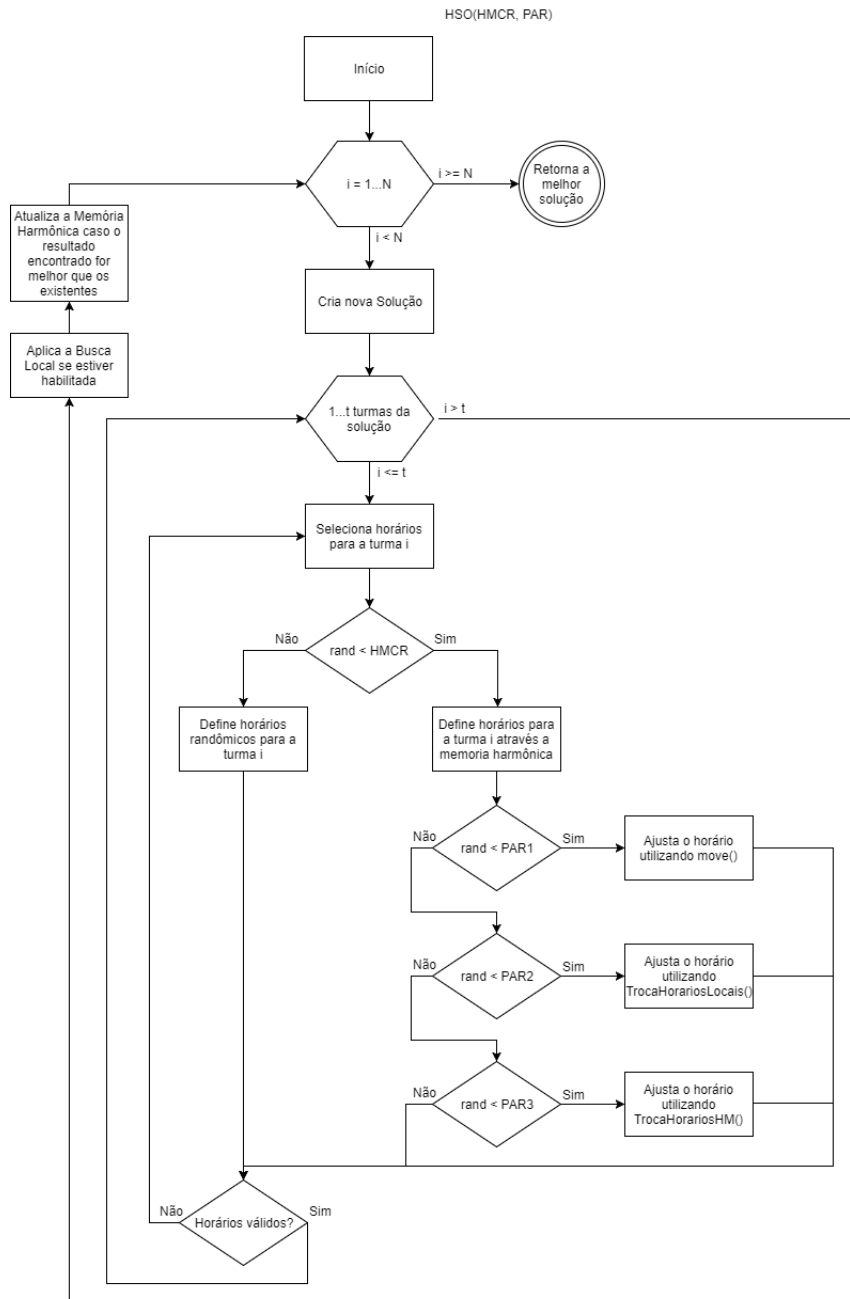 HSO(HMCR, PAR)
Início
i = 1...N
i >= N
Retorna a
melhor
solução
i < N
Atualiza a Memória
Harmônica caso o
resultado
encontrado for
melhor que os
existentes
Cria nova Solução
Aplica a Busca
Local se estiver
habilitada
1...t turmas da
solução
i > t
i <= t
Seleciona horários
para a turma i
Não
rand < HMCR
Sim
Define horários
randômicos para a
turma i
Define horários para
a turma i através a
memoria harmônica
Não
rand < PAR1
Sim
Ajusta o horário
utilizando move()
Não
rand < PAR2
Sim
Ajusta o horário
utilizando
TrocaHorariosLocais()
Não
rand < PAR3
Sim
Ajusta o horário
utilizando
TrocaHorariosHM()
Não
Horários válidos?
Sim